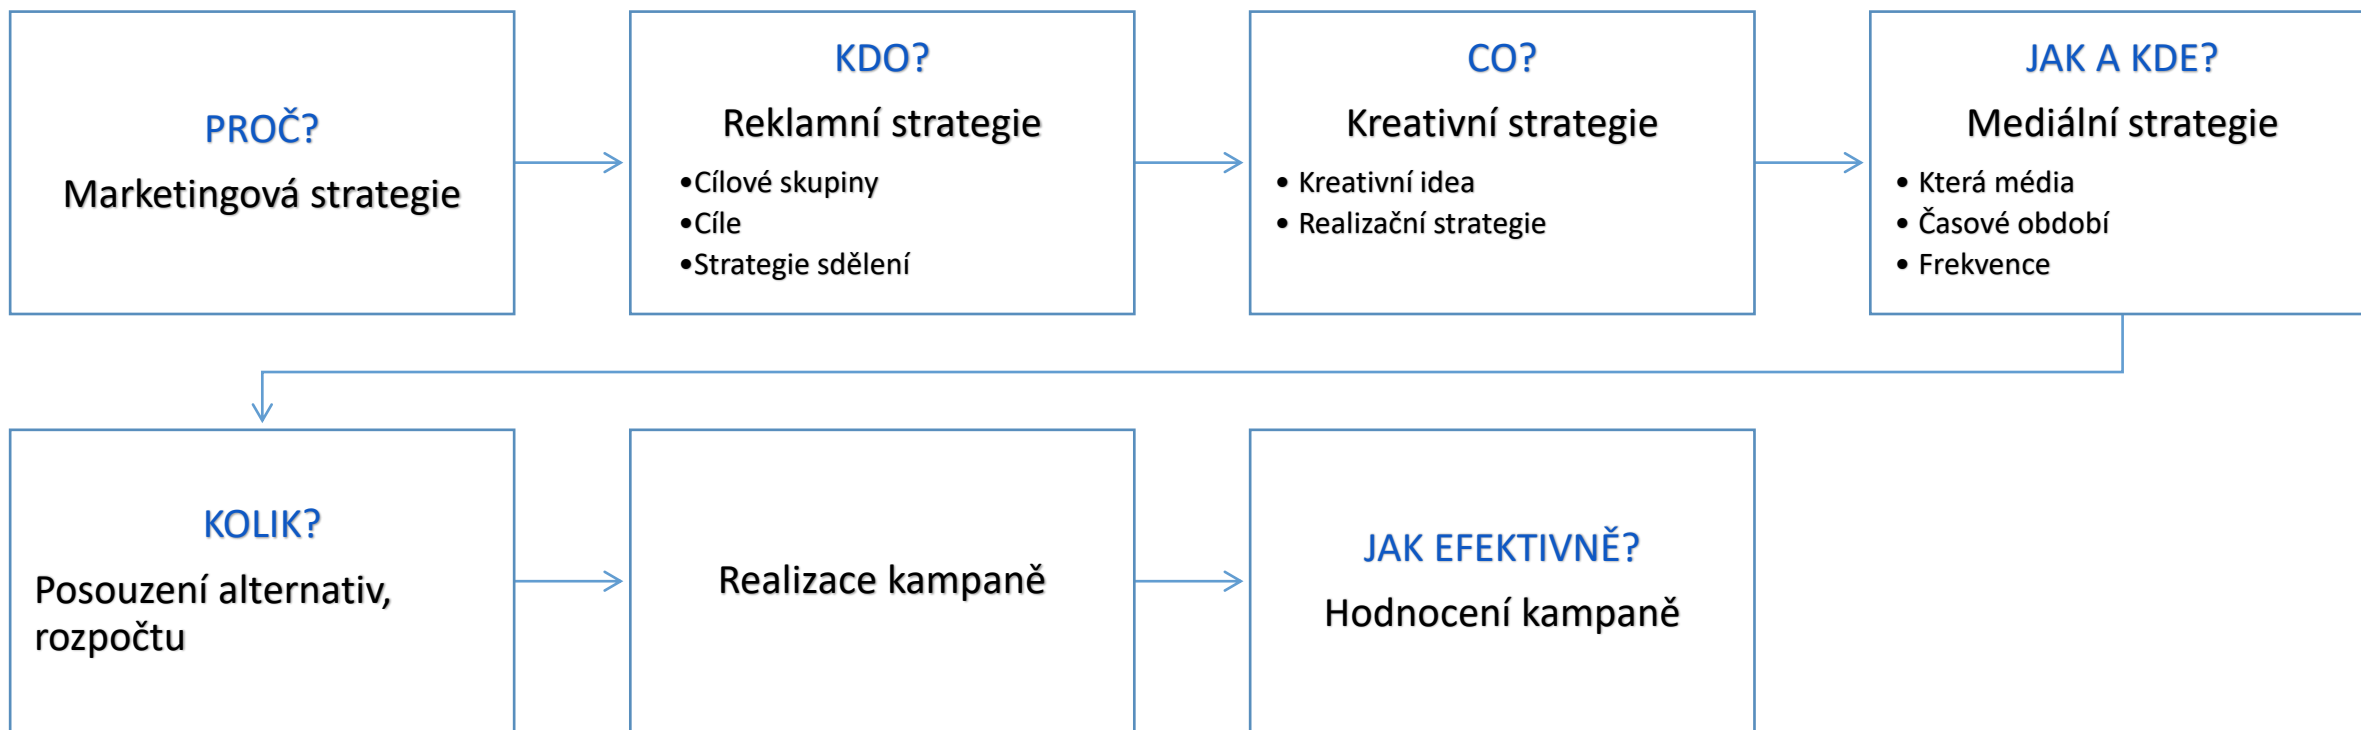 PROČ?
Marketingová strategie
KDO?
Reklamní strategie
•Cílové skupiny
•Cíle
•Strategie sdělení
CO?
Kreativní strategie
• Kreativní idea
• Realizační strategie
JAK A KDE?
Mediální strategie
• Která média
• Časové období
• Frekvence
KOLIK?
Posouzení alternativ,
rozpočtu
Realizace kampaně
JAK EFEKTIVNĚ?
Hodnocení kampaně